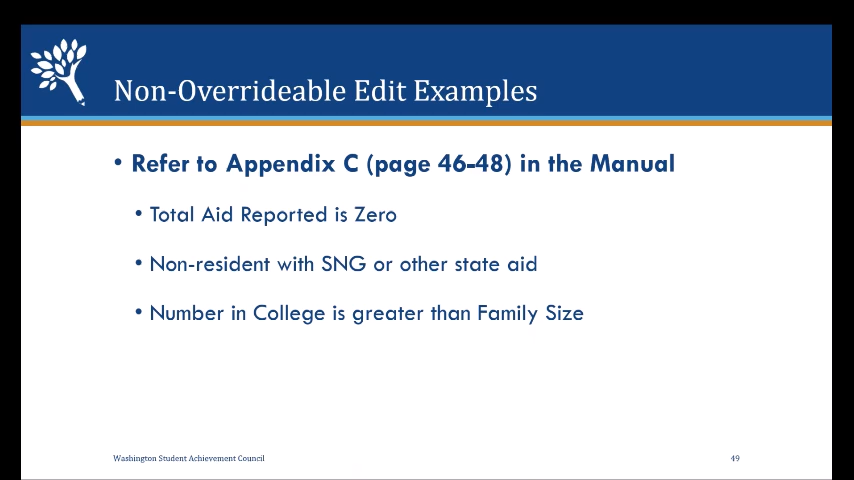 Non-Overrideable Edit Examples
• Refer to Appendix C (page 46-48) in the Manual
• Total Aid Reported is Zero
• Non-resident with SNG or other state aid
• Number in College is greater than Family Size
Washington Student Achievement Council
49